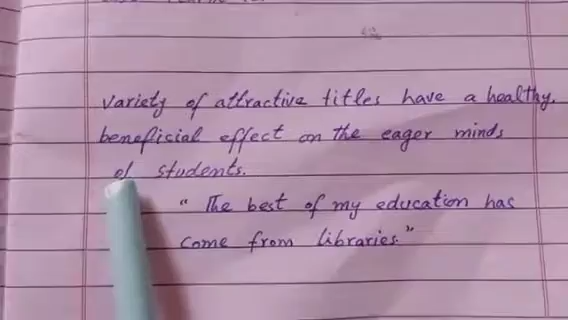 variety of attractive titles have a healthy,
beneficial effect on the eager minds
of students.
" The best of my education has
come from libraries."